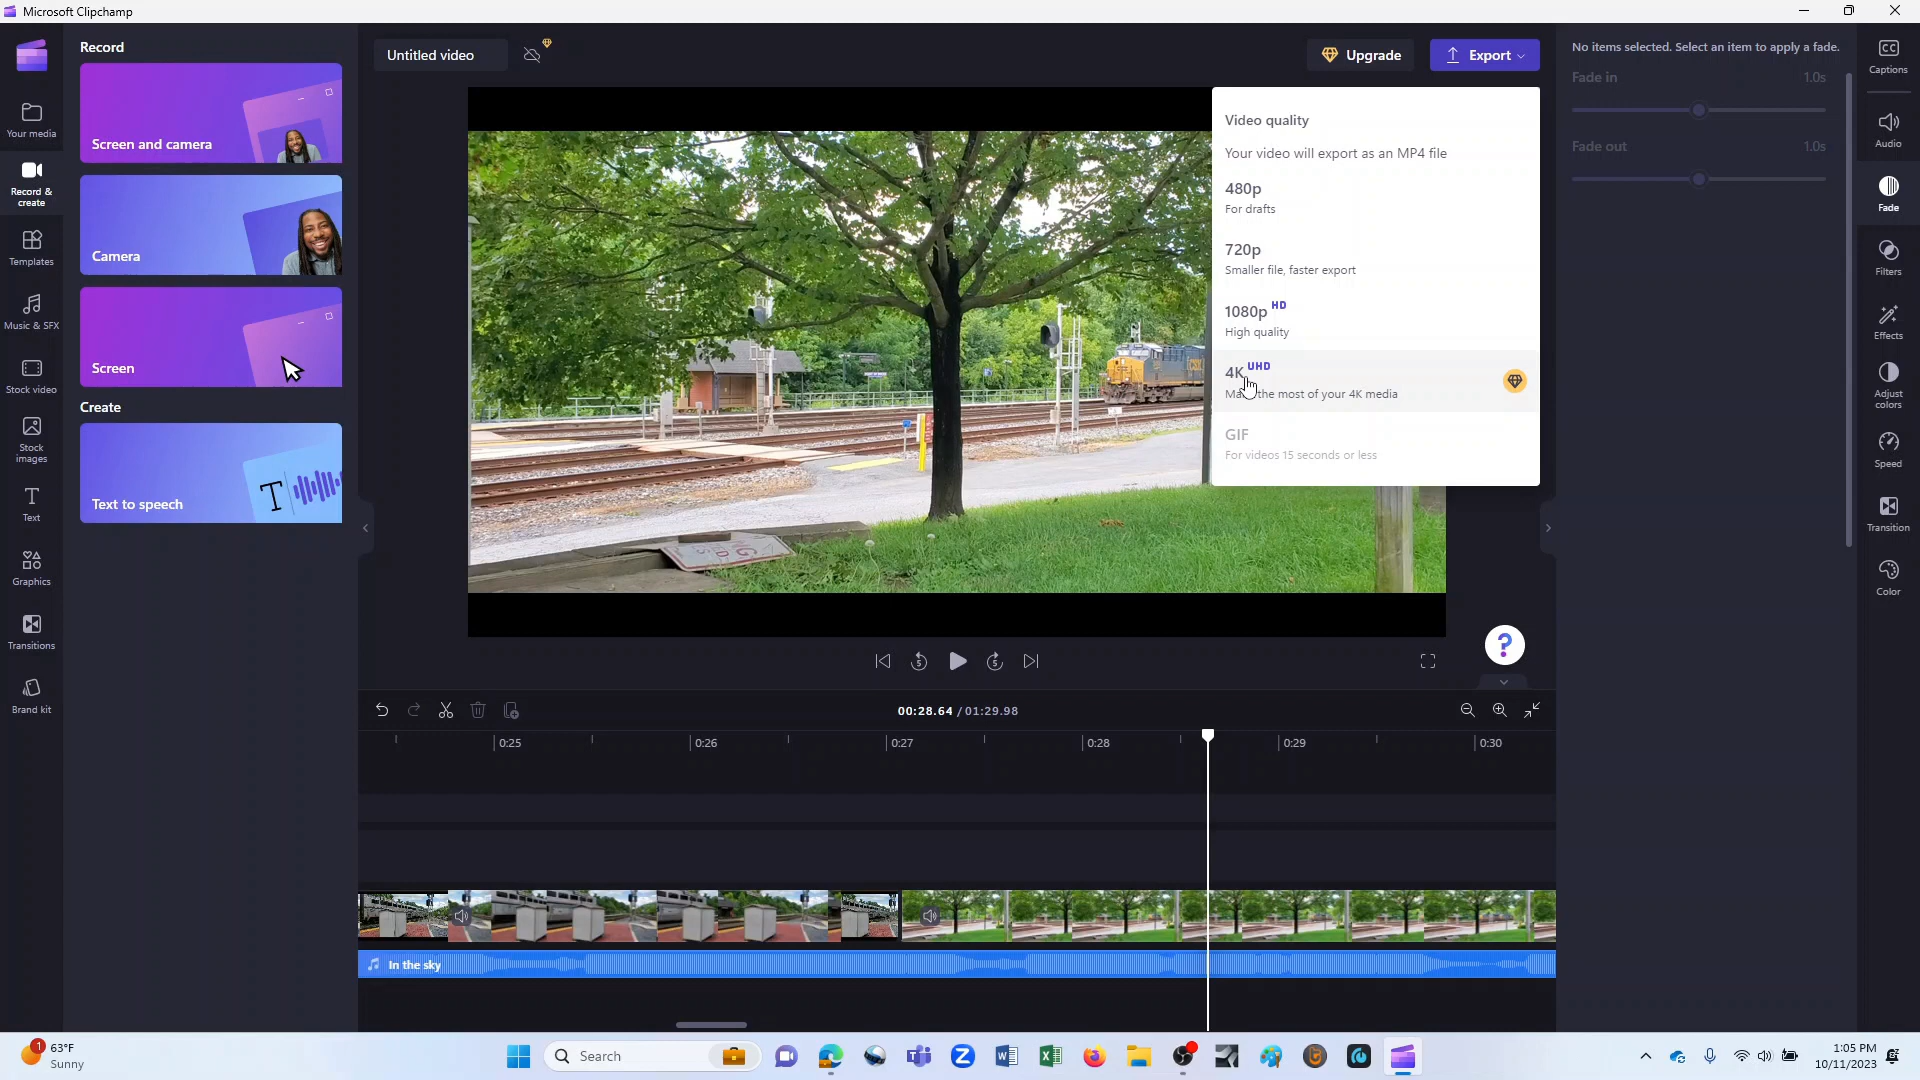 Microsoft Clipchamp
Record
Screen and camera
Camera
Screen
Create
Text to speech
Your media
Record &
create
Templates
Music & SFX
Stock video
Stock
images
Text
Graphics
Transitions
Brand kit
Untitled video
Upgrade
Export
Video quality
Your video will export as an MP4 file
480p
For drafts
720p
Smaller file, faster export
1080p HD
High quality
4K UHD
the most of your 4K media
GIF
For videos 15 seconds or less
No items selected. Select an item to apply a fade.
Fade in 1.0s
Fade out 1.0s
CC
Captions
Audio
Fade
Filters
Effects
Adjust
colors
Speed
Transition
Color
5
5
?
00:28.64 / 01:29.98
0:25 0:26 0:27 0:28 0:29 0:30
In the sky
1
63°F
Sunny
Search
1:05 PM
10/11/2023